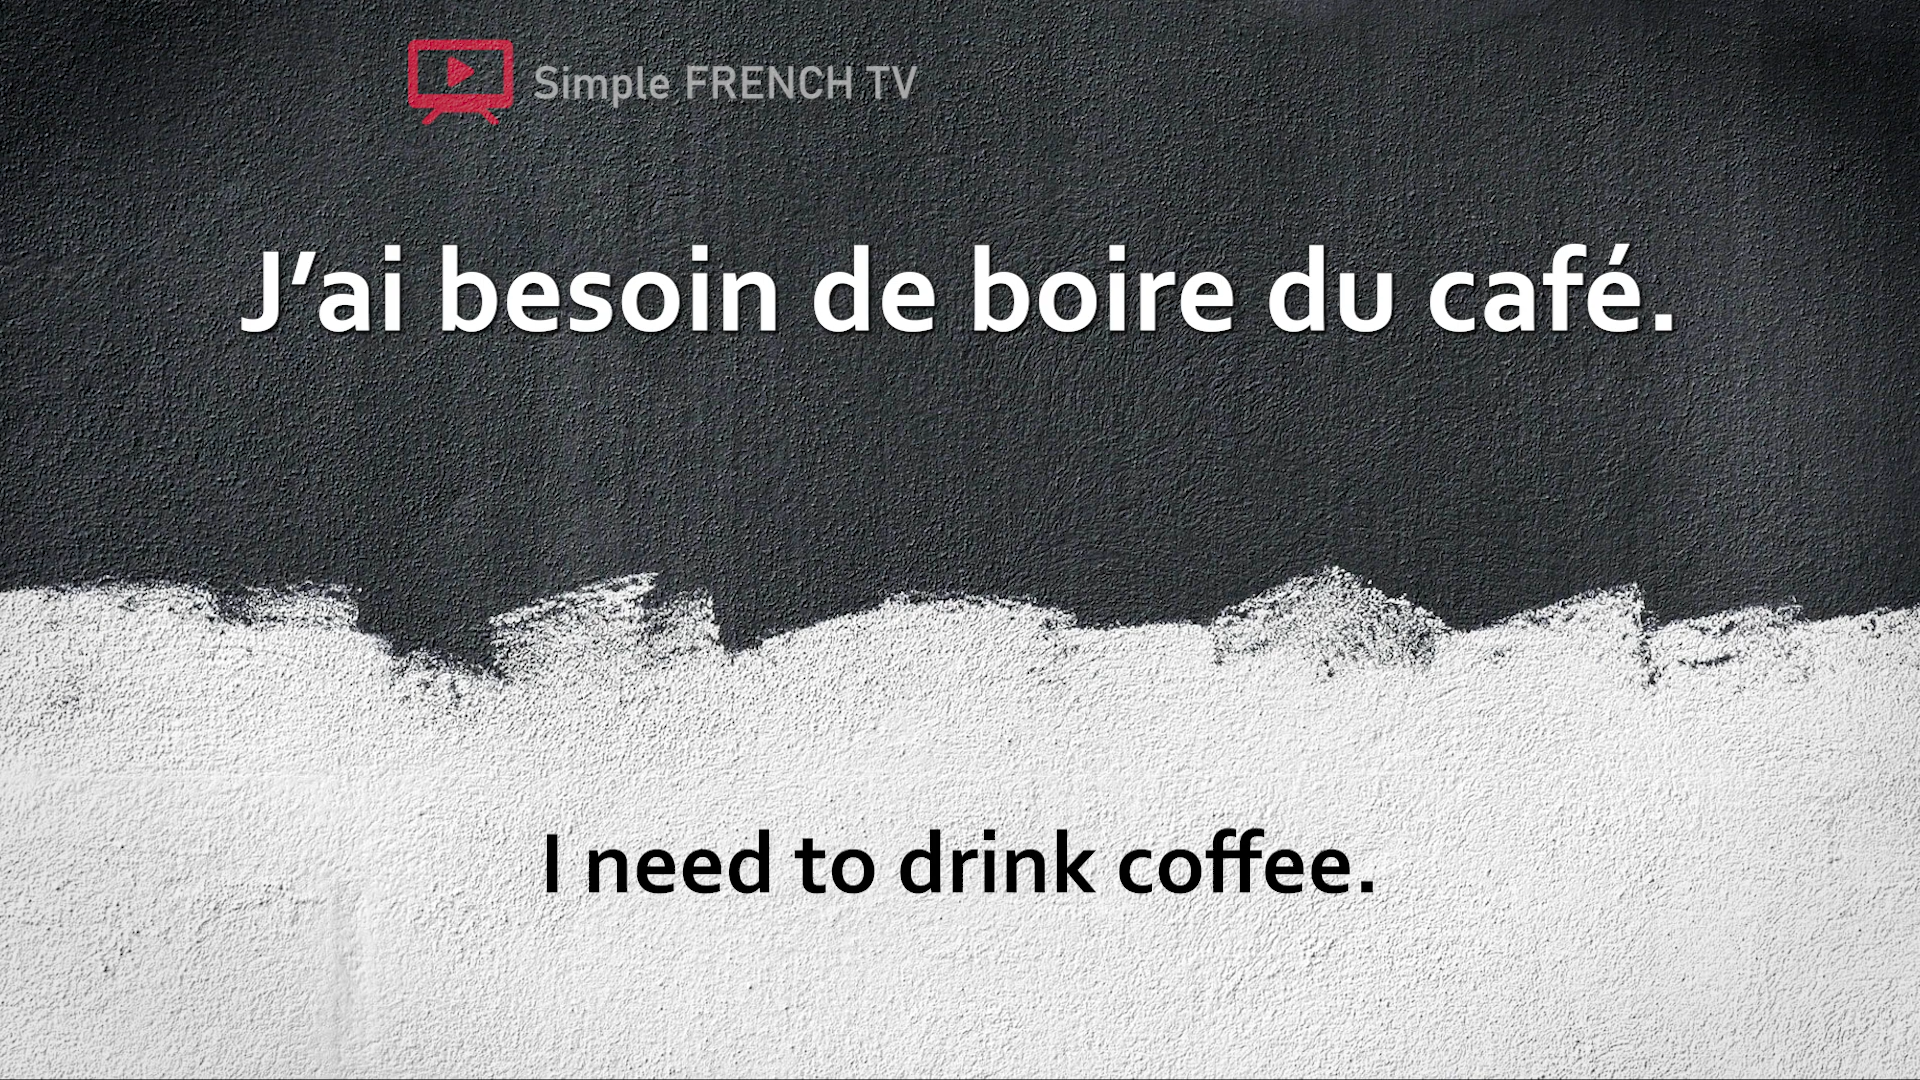 Simple FRENCH TV
J’ai besoin de boire du café.
I need to drink coffee.